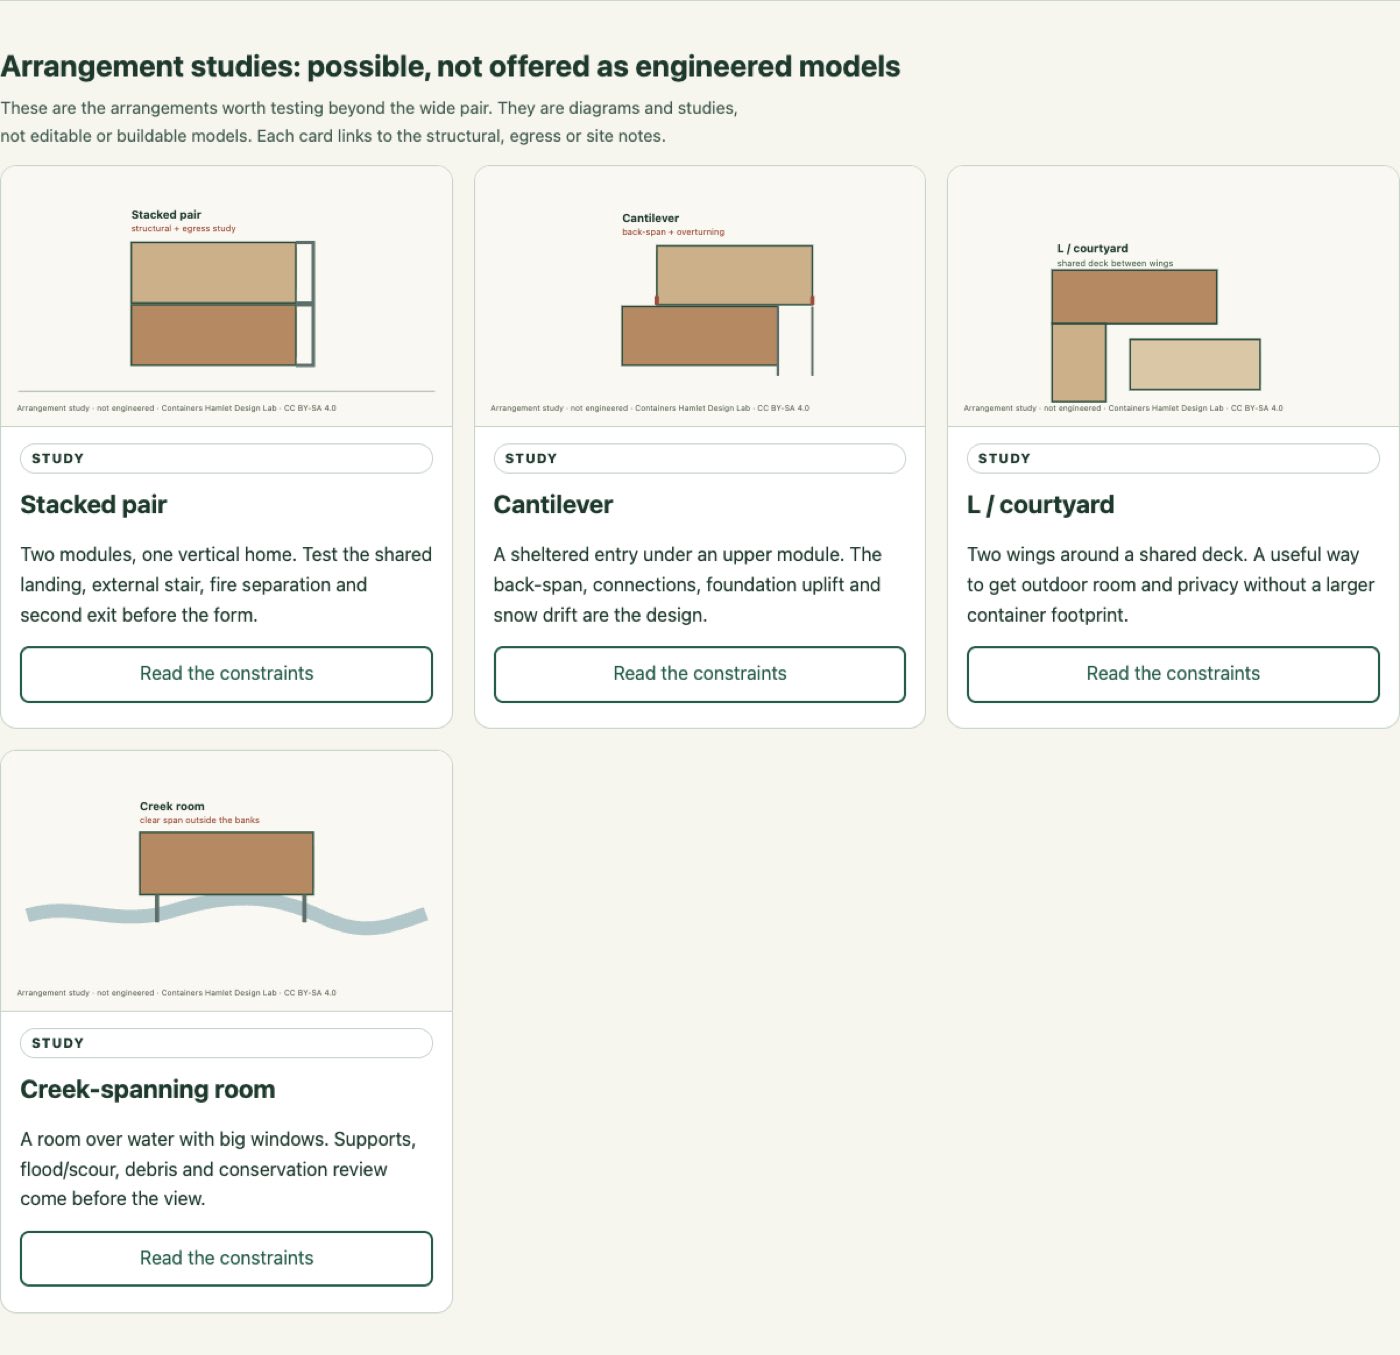 Arrangement studies: possible, not offered as engineered models
These are the arrangements worth testing beyond the wide pair. They are diagrams and studies,
not editable or buildable models. Each card links to the structural, egress or site notes.
Stacked pair
structural + egress study
Arrangement study · not engineered · Containers Hamlet Design Lab · CC BY-SA 4.0
STUDY
Stacked pair
Two modules, one vertical home. Test the shared
landing, external stair, fire separation and
second exit before the form.
Read the constraints
Cantilever
back-span + overturning
Arrangement study · not engineered · Containers Hamlet Design Lab · CC BY-SA 4.0
STUDY
Cantilever
A sheltered entry under an upper module. The
back-span, connections, foundation uplift and
snow drift are the design.
Read the constraints
L / courtyard
shared deck between wings
Arrangement study · not engineered · Containers Hamlet Design Lab · CC BY-SA 4.0
STUDY
L / courtyard
Two wings around a shared deck. A useful way
to get outdoor room and privacy without a larger
container footprint.
Read the constraints
Creek room
clear span outside the banks
Arrangement study · not engineered · Containers Hamlet Design Lab · CC BY-SA 4.0
STUDY
Creek-spanning room
A room over water with big windows. Supports,
flood/scour, debris and conservation review
come before the view.
Read the constraints